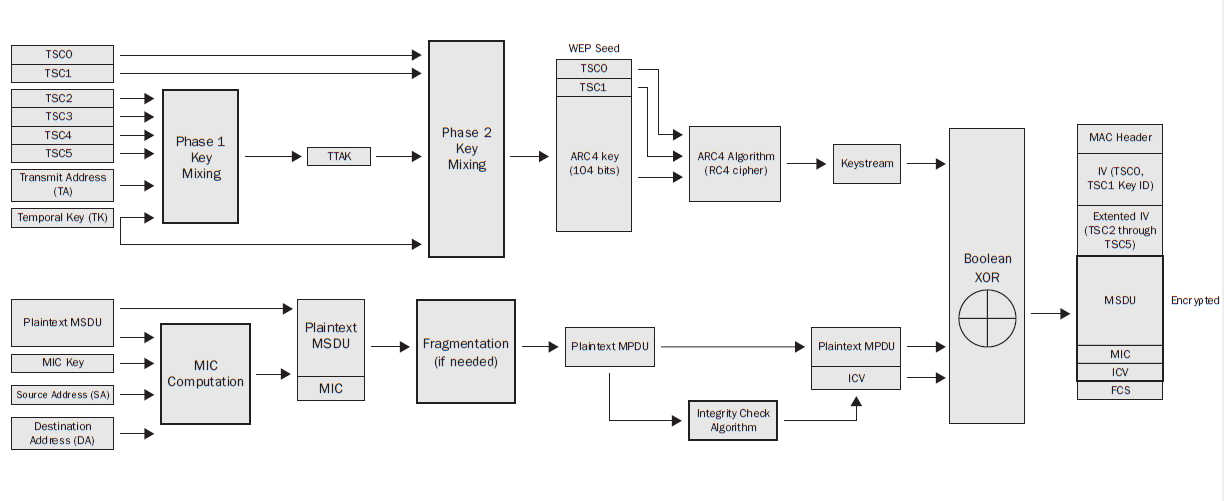 TSC0
TSC1
TSC2
TSC3
TSC4
TSC5
Transmit Address
(TA)
Temporal Key (TK)
Phase 1
Key
Mixing
TTAK
Phase 2
Key
Mixing
WEP Seed
TSC0
TSC1
ARC4 key
(104 bits)
ARC4 Algorithm
(RC4 cipher)
Keystream
Plaintext MSDU
MIC Key
Source Address (SA)
Destination
Address (DA)
MIC
Computation
Plaintext
MSDU
MIC
Fragmentation
(if needed)
Plaintext MPDU
Integrity Check
Algorithm
Plaintext MPDU
ICV
Boolean
XOR
MAC Header
IV (TSC0,
TSC1 Key ID)
Extented IV
(TSC2 through
TSC5)
MSDU
MIC
ICV
FCS
Encrypted